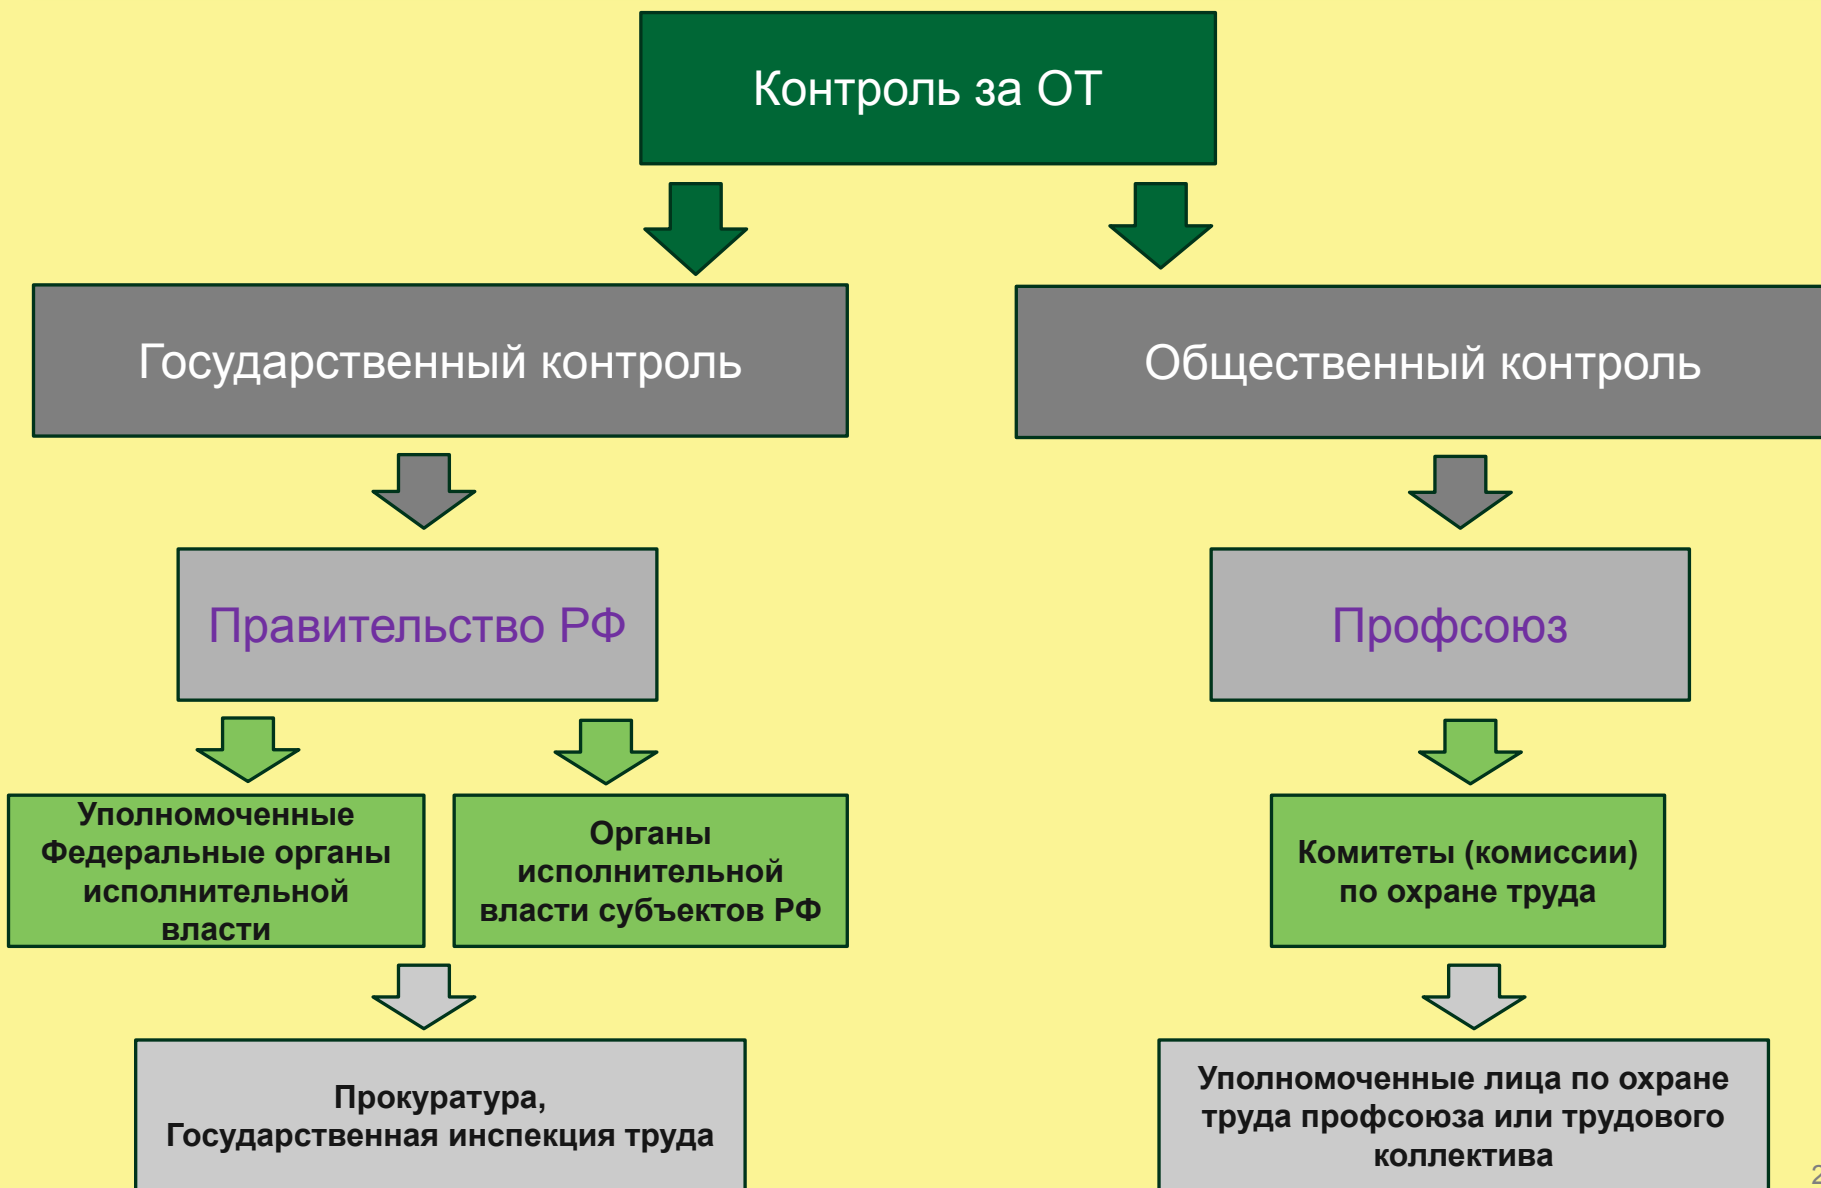 Контроль за ОТ
Государственный контроль
Общественный контроль
Правительство РФ
Профсоюз
Уполномоченные
Федеральные органы
исполнительной
власти
Органы
исполнительной
власти субъектов РФ
Комитеты (комиссии)
по охране труда
Прокуратура,
Государственная инспекция труда
Уполномоченные лица по охране
труда профсоюза или трудового
коллектива